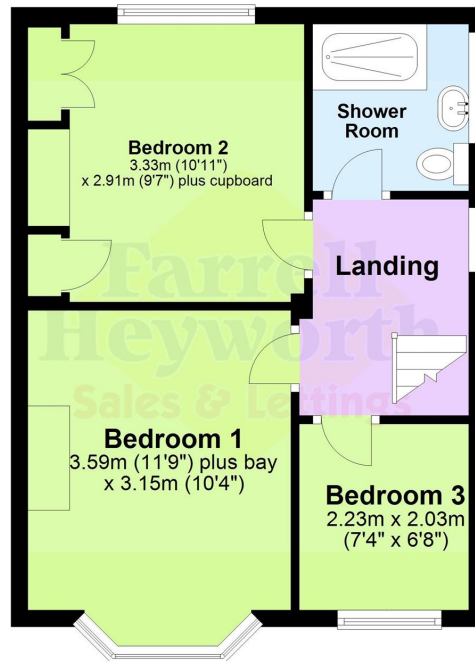 Bedroom 2
3.33m (10'11")
x 2.91m (9'7") plus cupboard
Shower
Room
Landing
Farrell
Heyworth
Sales & Lettings
Bedroom 1
3.59m (11'9") plus bay
x 3.15m (10'4")
Bedroom 3
2.23m x 2.03m
(7'4" x 6'8")